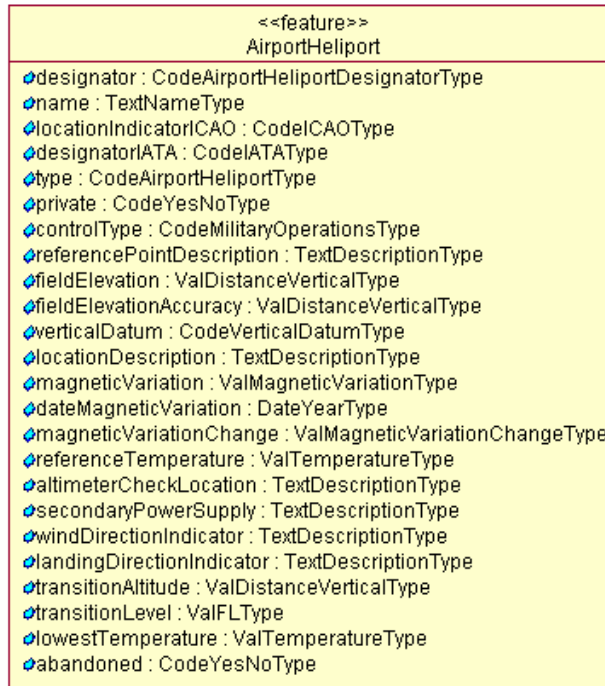 <<feature>>
AirportHeliport
designator : CodeAirportHeliportDesignatorType
name : TextNameType
locationIndicatorICAO : CodeICAOType
designatorIATA : CodeIATAType
type : CodeAirportHeliportType
private : CodeYesNoType
controlType : CodeMilitaryOperationsType
referencePointDescription : TextDescriptionType
fieldElevation : ValDistanceVerticalType
fieldElevationAccuracy : ValDistanceVerticalType
verticalDatum : CodeVerticalDatumType
locationDescription : TextDescriptionType
magneticVariation : ValMagneticVariationType
dateMagneticVariation : DateYearType
magneticVariationChange : ValMagneticVariationChangeType
referenceTemperature : ValTemperatureType
altimeterCheckLocation : TextDescriptionType
secondaryPowerSupply : TextDescriptionType
windDirectionIndicator : TextDescriptionType
landingDirectionIndicator : TextDescriptionType
transitionAltitude : ValDistanceVerticalType
transitionLevel : ValFLType
lowestTemperature : ValTemperatureType
abandoned : CodeYesNoType